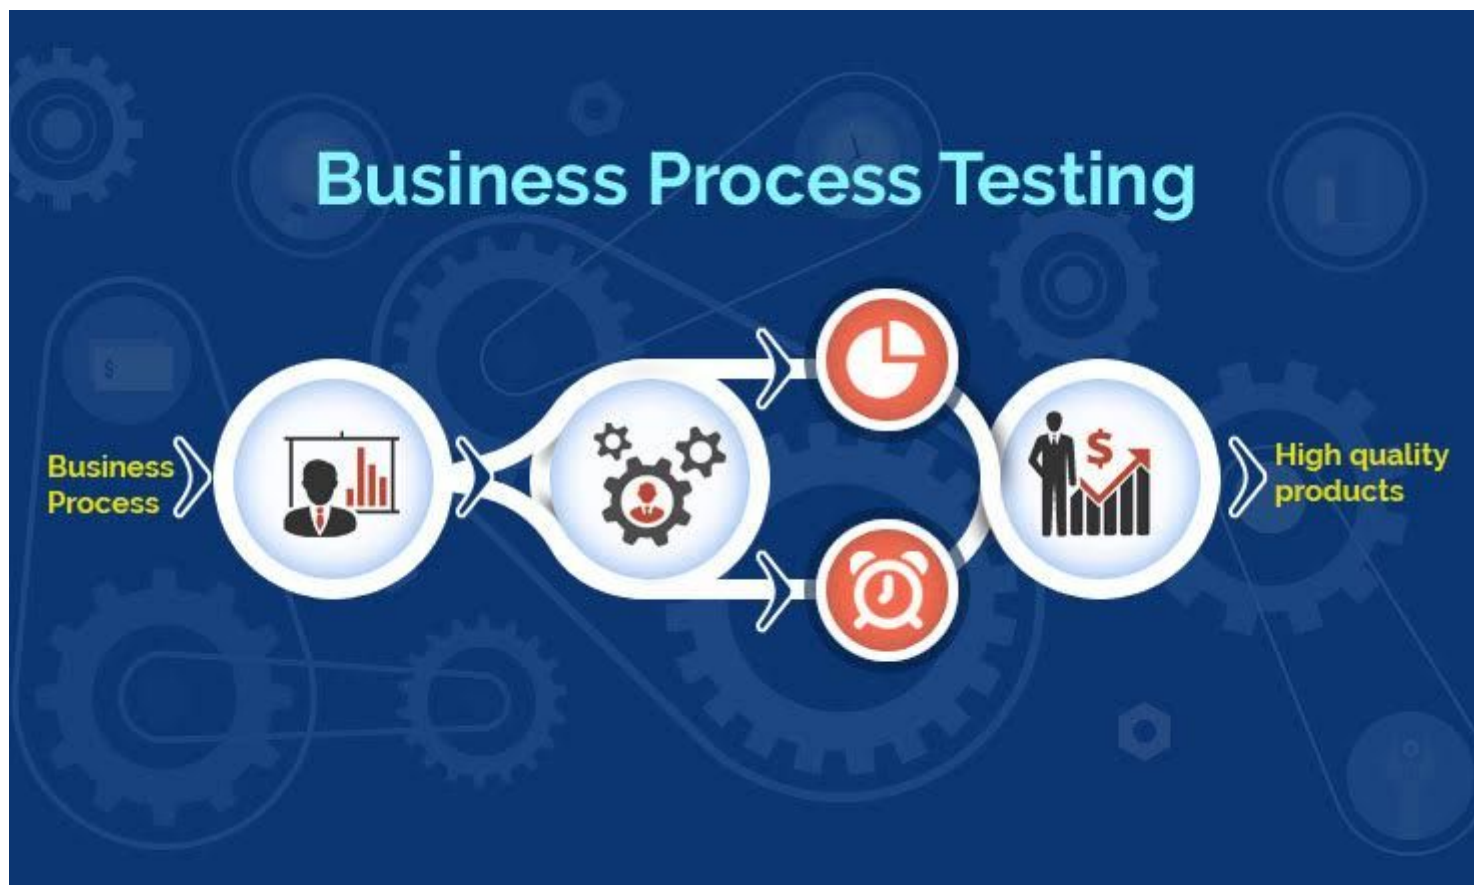 Business Process Testing
Business
Process
$
$
High quality
products